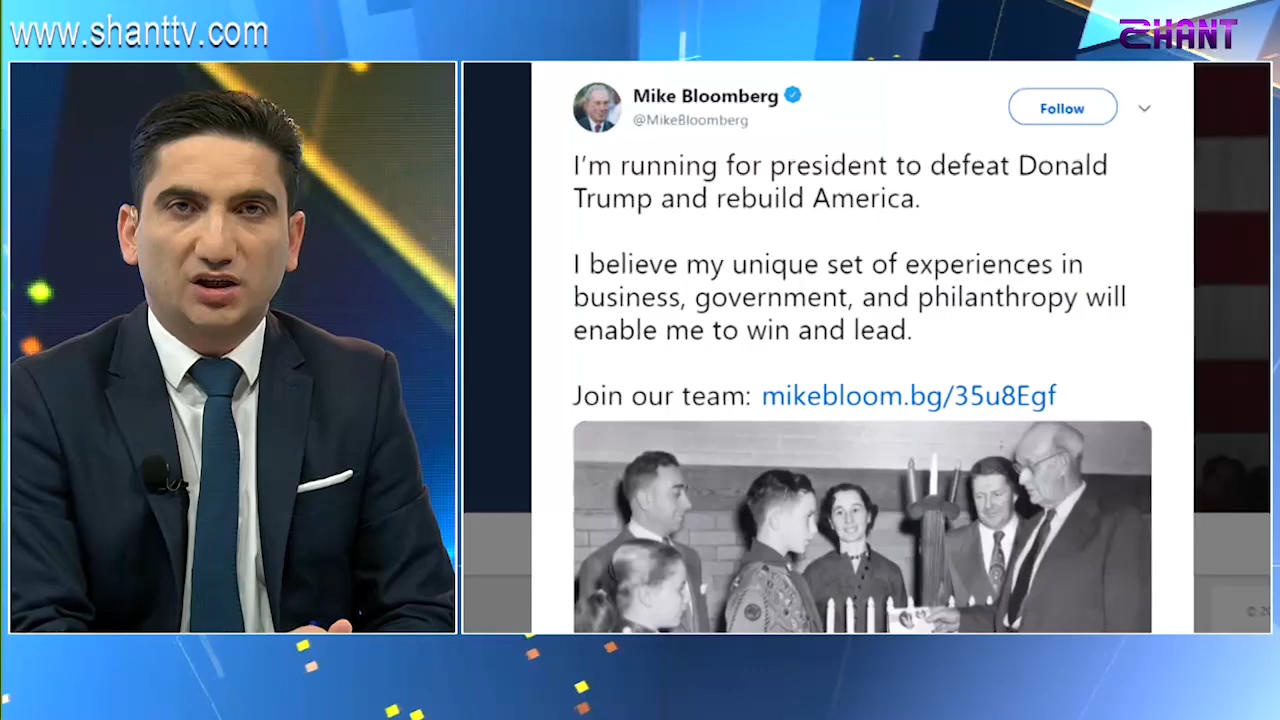 www.shanttv.com
SHANT
Mike Bloomberg
@MikeBloomberg
Follow
I'm running for president to defeat Donald
Trump and rebuild America.
I believe my unique set of experiences in
business, government, and philanthropy will
enable me to win and lead.
Join our team: mikebloom.bg/35u8Egf